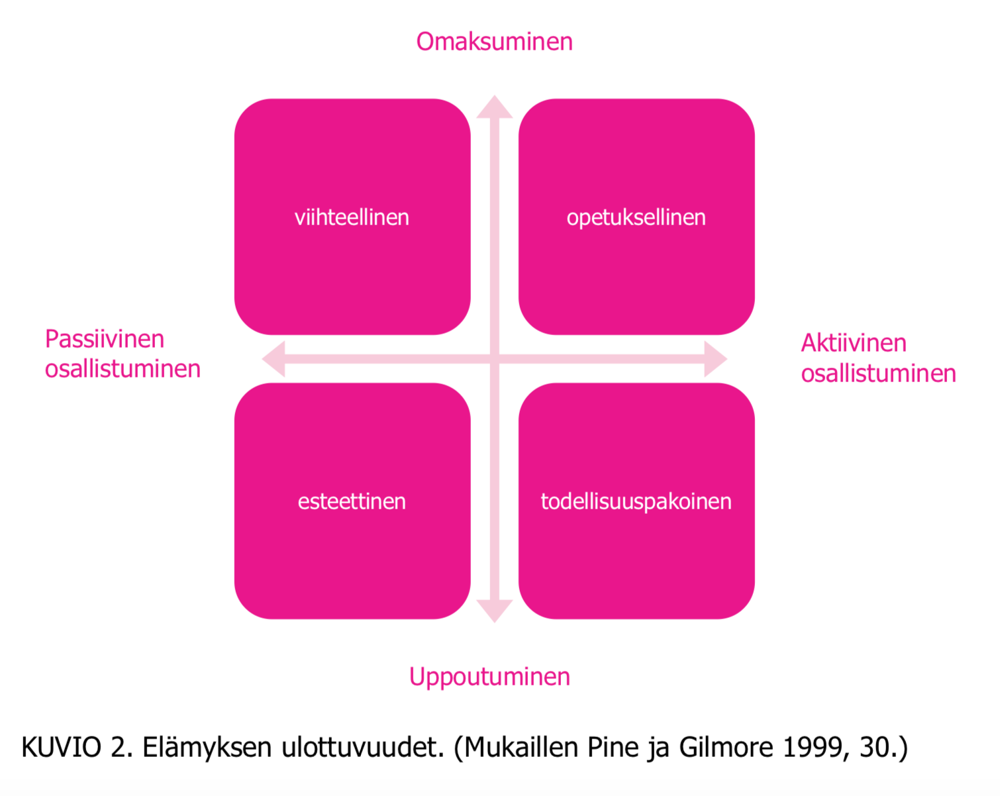 Omaksuminen
viihteellinen
opetuksellinen
Passiivinen
osallistuminen
Aktiivinen
osallistuminen
esteettinen
todellisuuspakoinen
Uppoutuminen
KUVIO 2. Elämyksen ulottuvuudet. (Mukaillen Pine ja Gilmore 1999, 30.)